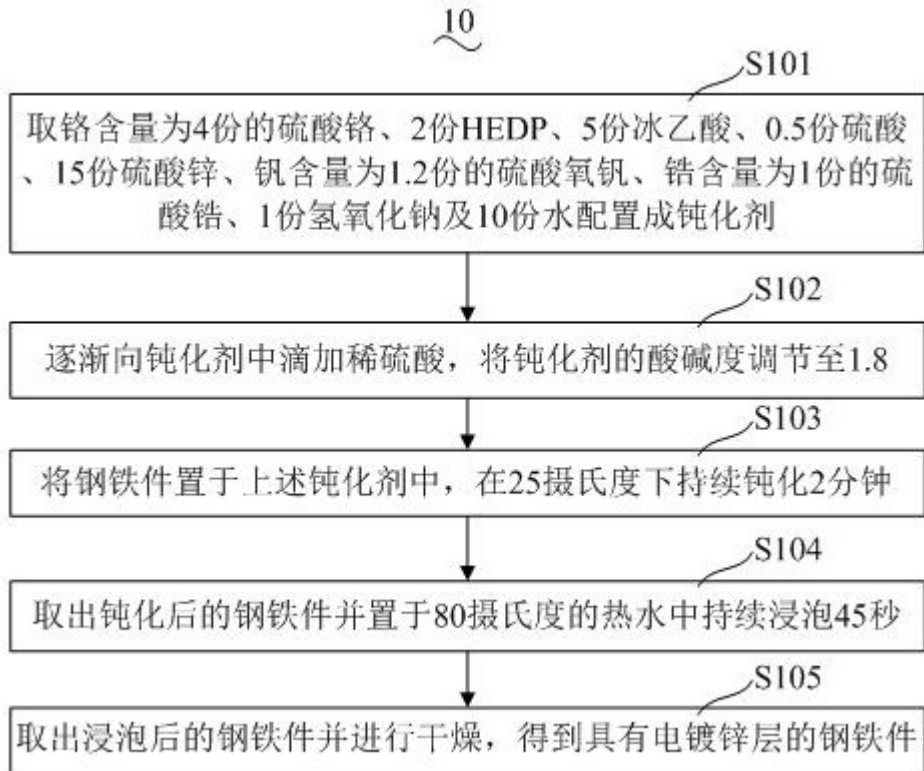 10
S101
取铬含量为4份的硫酸铬、2份HEDP、5份冰乙酸、0.5份硫酸
、15份硫酸锌、钒含量为1.2份的硫酸氧钒、锆含量为1份的硫
酸锆、1份氢氧化钠及10份水配置成钝化剂
S102
逐渐向钝化剂中滴加稀硫酸，将钝化剂的酸碱度调节至1.8
S103
将钢铁件置于上述钝化剂中，在25摄氏度下持续钝化2分钟
S104
取出钝化后的钢铁件并置于80摄氏度的热水中持续浸泡45秒
S105
取出浸泡后的钢铁件并进行干燥，得到具有电镀锌层的钢铁件